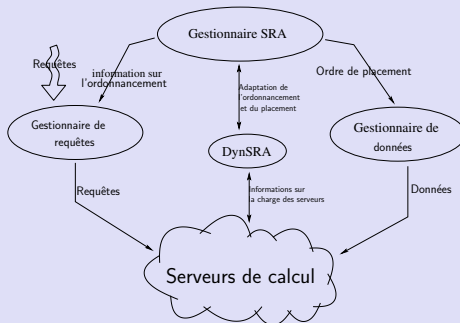 Gestionnaire SRA
Requêtes
information sur
l'ordonnancement
Ordre de placement
Adaptation de
l'ordonnancement
et du placement
Gestionnaire de
requêtes
DynSRA
Gestionnaire de
données
Requêtes
Informations sur
a charge des serveurs
Données
Serveurs de calcul